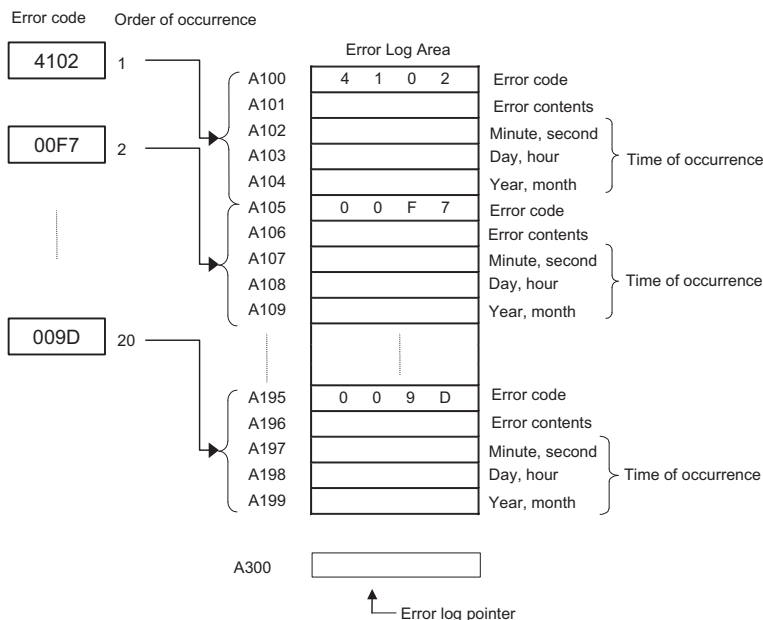 Error code Order of occurrence
Error Log Area
4102 1
A100 4 1 0 2 Error code
A101 Error contents
A102 Minute, second
00F7 2 A103 Day, hour Time of occurrence
A104 Year, month
A105 0 0 F 7 Error code
A106 Error contents
A107 Minute, second
A108 Day, hour Time of occurrence
A109 Year, month
009D 20
A195 0 0 9 D Error code
A196 Error contents
A197 Minute, second
A198 Day, hour Time of occurrence
A199 Year, month
A300
Error log pointer